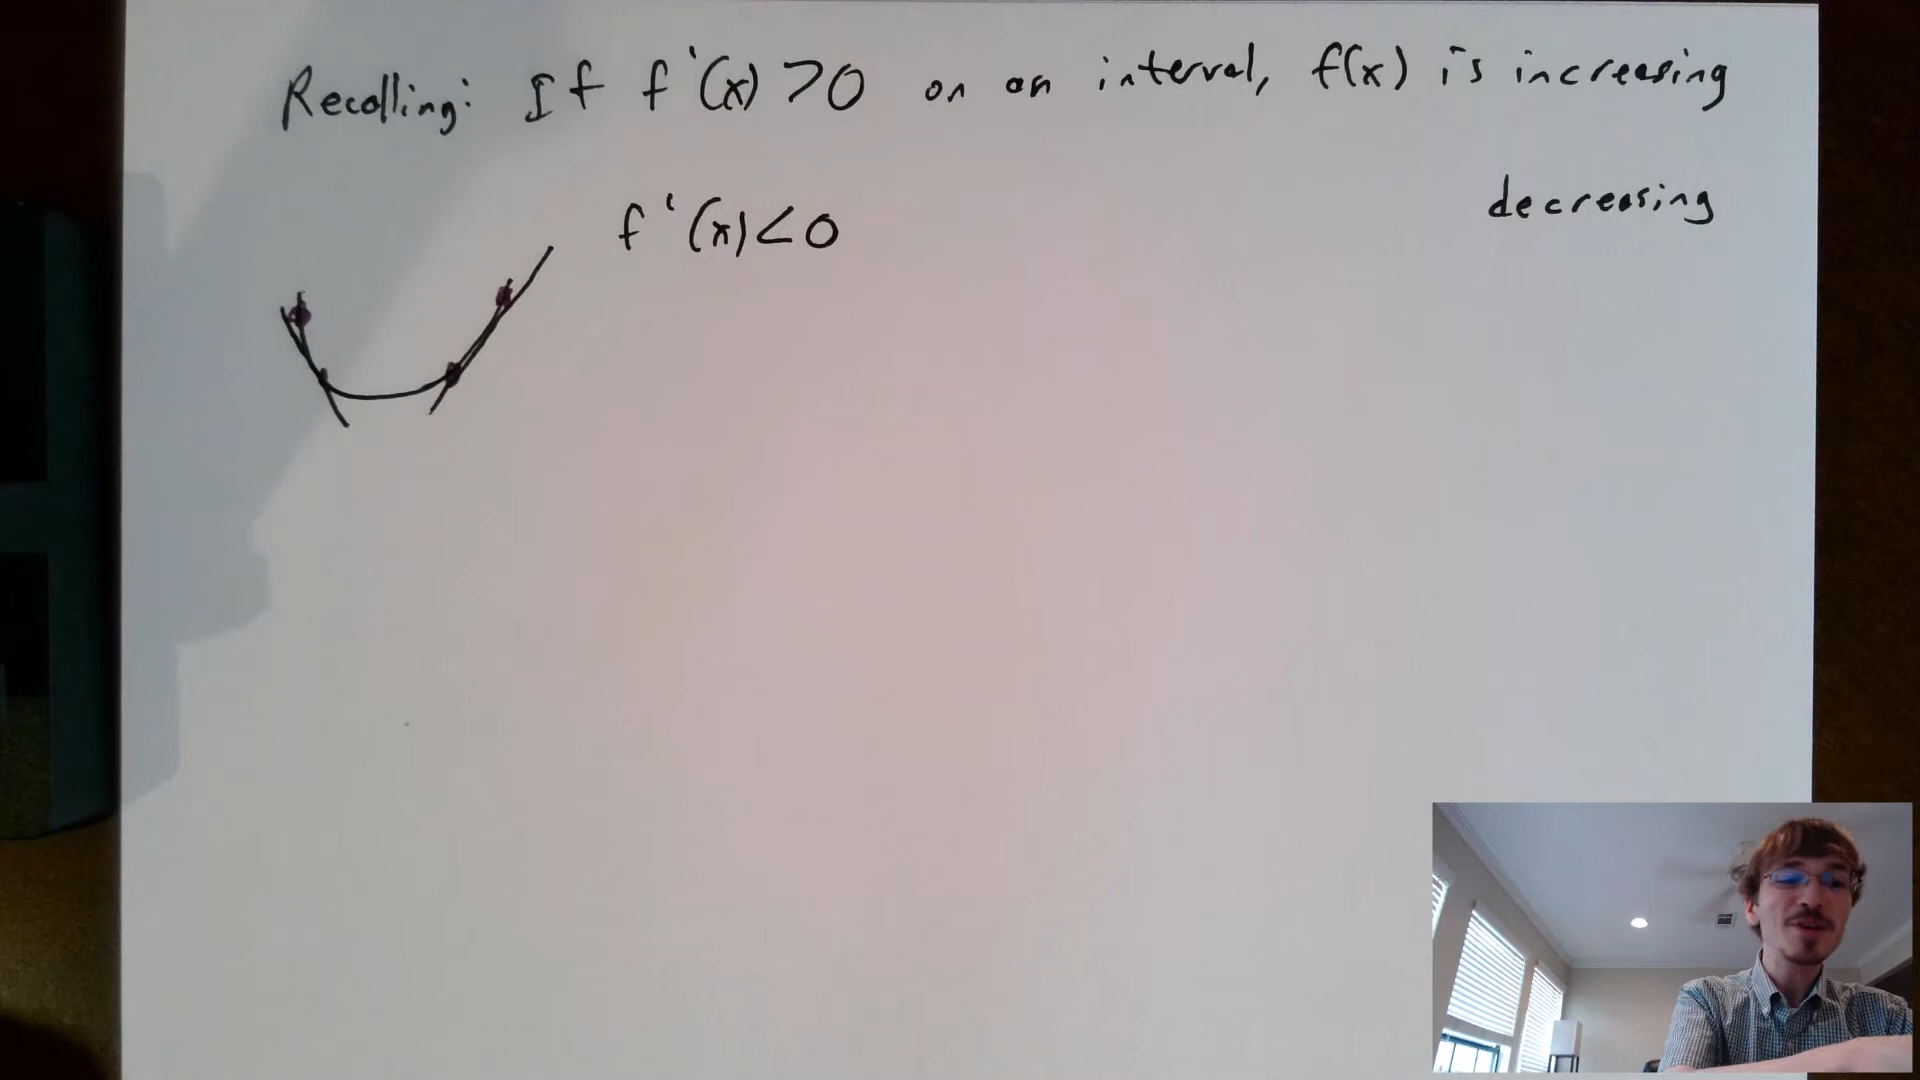 Recalling: If f'(x) >0 on an interval, f(x) is increasing
f'(x)<0 decreasing